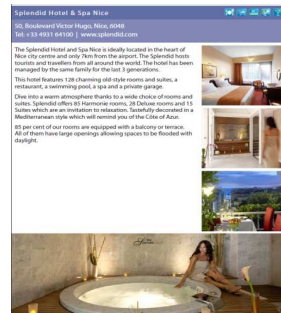 Splendid Hotel & Spa Nice
50, Boulevard Victor Hugo, Nice, 6048
Tel: +33 4931 64100 | www.splendid.com
The Splendid Hotel and Spa Nice is ideally located in the heart of
Nice city centre and only 7km from the airport. The Splendid hosts
tourists and travellers from all around the world. The hotel has been
managed by the same family for the last 3 generations.
This hotel features 128 charming old-style rooms and suites, a
restaurant, a swimming pool, a spa and a private garage.
Dive into a warm atmosphere thanks to a wide choice of rooms and
suites. Splendid offers 85 Harmonie rooms, 28 Deluxe rooms and 15
Suites which are an invitation to relaxation. Tastefully decorated in a
Mediterranean style which will remind you of the Côte of Azur.
85 per cent of our rooms are equipped with a balcony or terrace.
All of them have large openings allowing spaces to be flooded with
daylight.